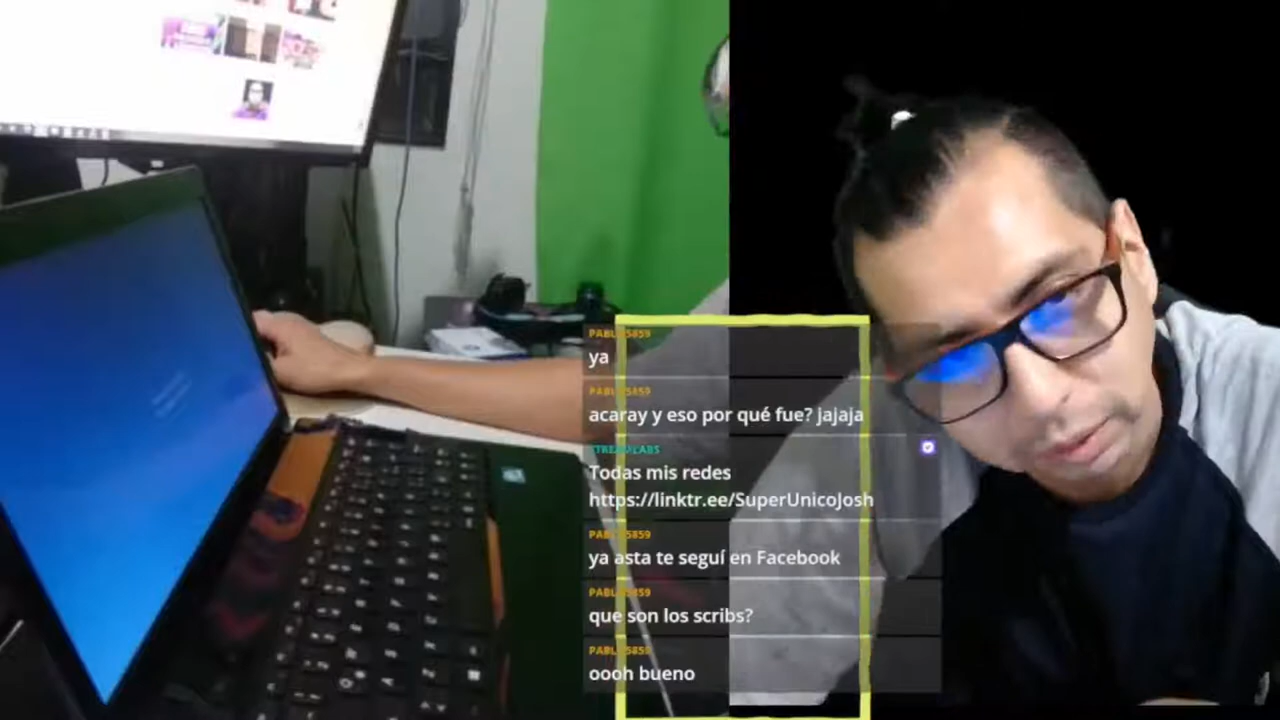 ya
acaray y eso por qué fue? jajaja
Todas mis redes
https://linktr.ee/SuperUnicoJosh
ya asta te seguí en Facebook
que son los scribs?
oooh bueno